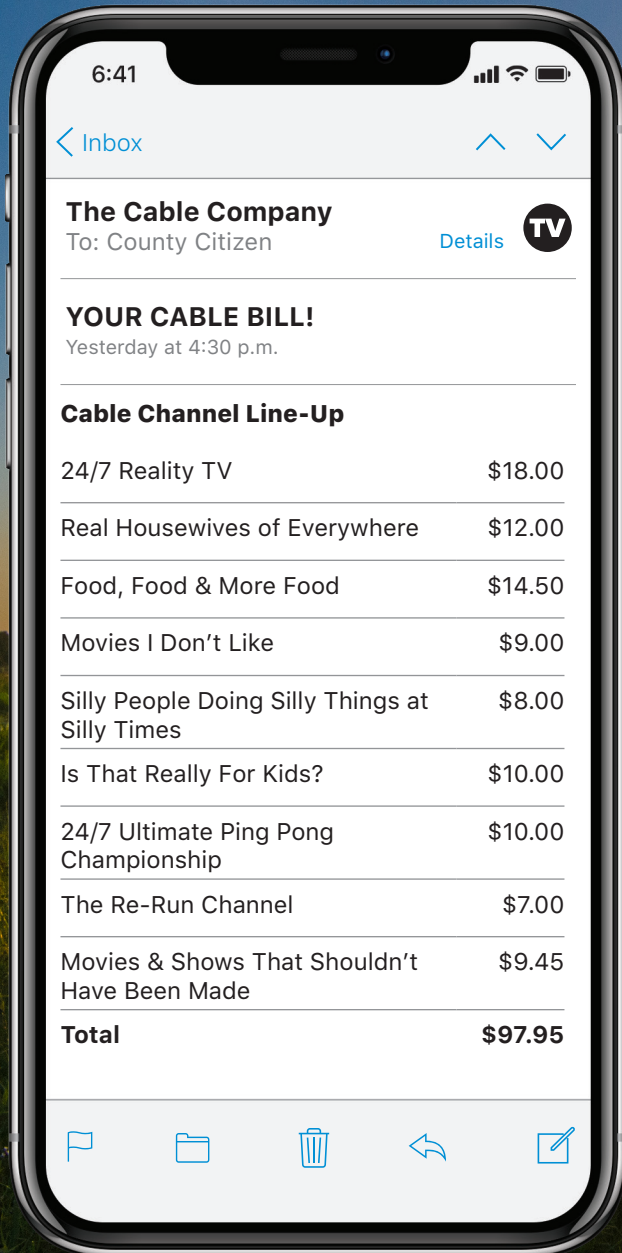 6:41
Inbox
The Cable Company
To: County Citizen
Details
TV
YOUR CABLE BILL!
Yesterday at 4:30 p.m.
Cable Channel Line-Up
24/7 Reality TV $18.00
Real Housewives of Everywhere $12.00
Food, Food & More Food $14.50
Movies I Don’t Like $9.00
Silly People Doing Silly Things at $8.00
Silly Times
Is That Really For Kids? $10.00
24/7 Ultimate Ping Pong $10.00
Championship
The Re-Run Channel $7.00
Movies & Shows That Shouldn’t $9.45
Have Been Made
Total $97.95